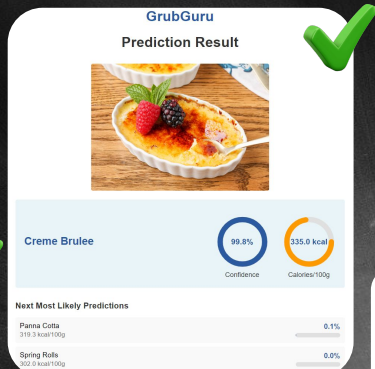 GrubGuru
Prediction Result
Creme Brulee
99.8%
Confidence
335.0 kcal
Calories/100g
Next Most Likely Predictions
Panna Cotta
0.1%
319.3 kcal/100g
Spring Rolls
0.0%
302.0 kcal/100g